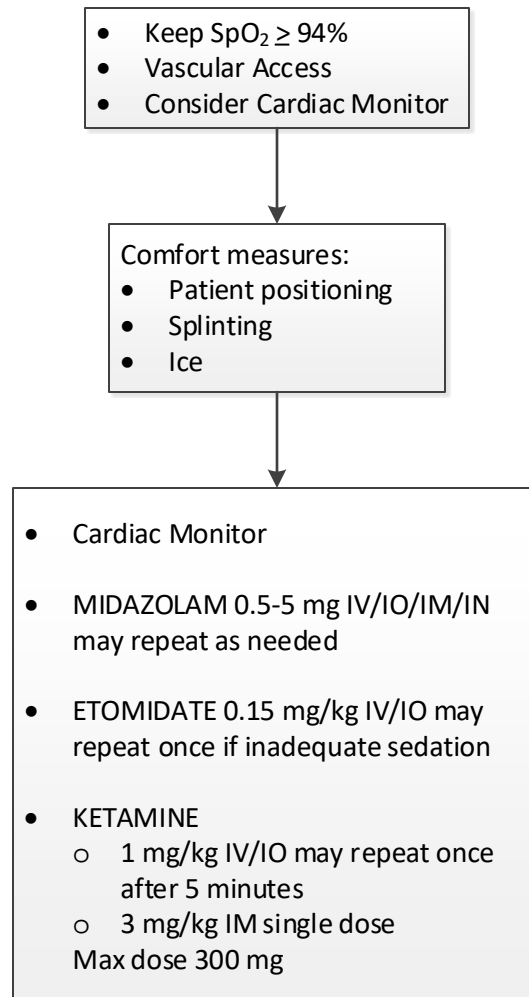 • Keep SpO₂ ≥ 94%
• Vascular Access
• Consider Cardiac Monitor
Comfort measures:
• Patient positioning
• Splinting
• Ice
• Cardiac Monitor
• MIDAZOLAM 0.5-5 mg IV/IO/IM/IN
may repeat as needed
• ETOMIDATE 0.15 mg/kg IV/IO may
repeat once if inadequate sedation
• KETAMINE
o 1 mg/kg IV/IO may repeat once
after 5 minutes
o 3 mg/kg IM single dose
Max dose 300 mg